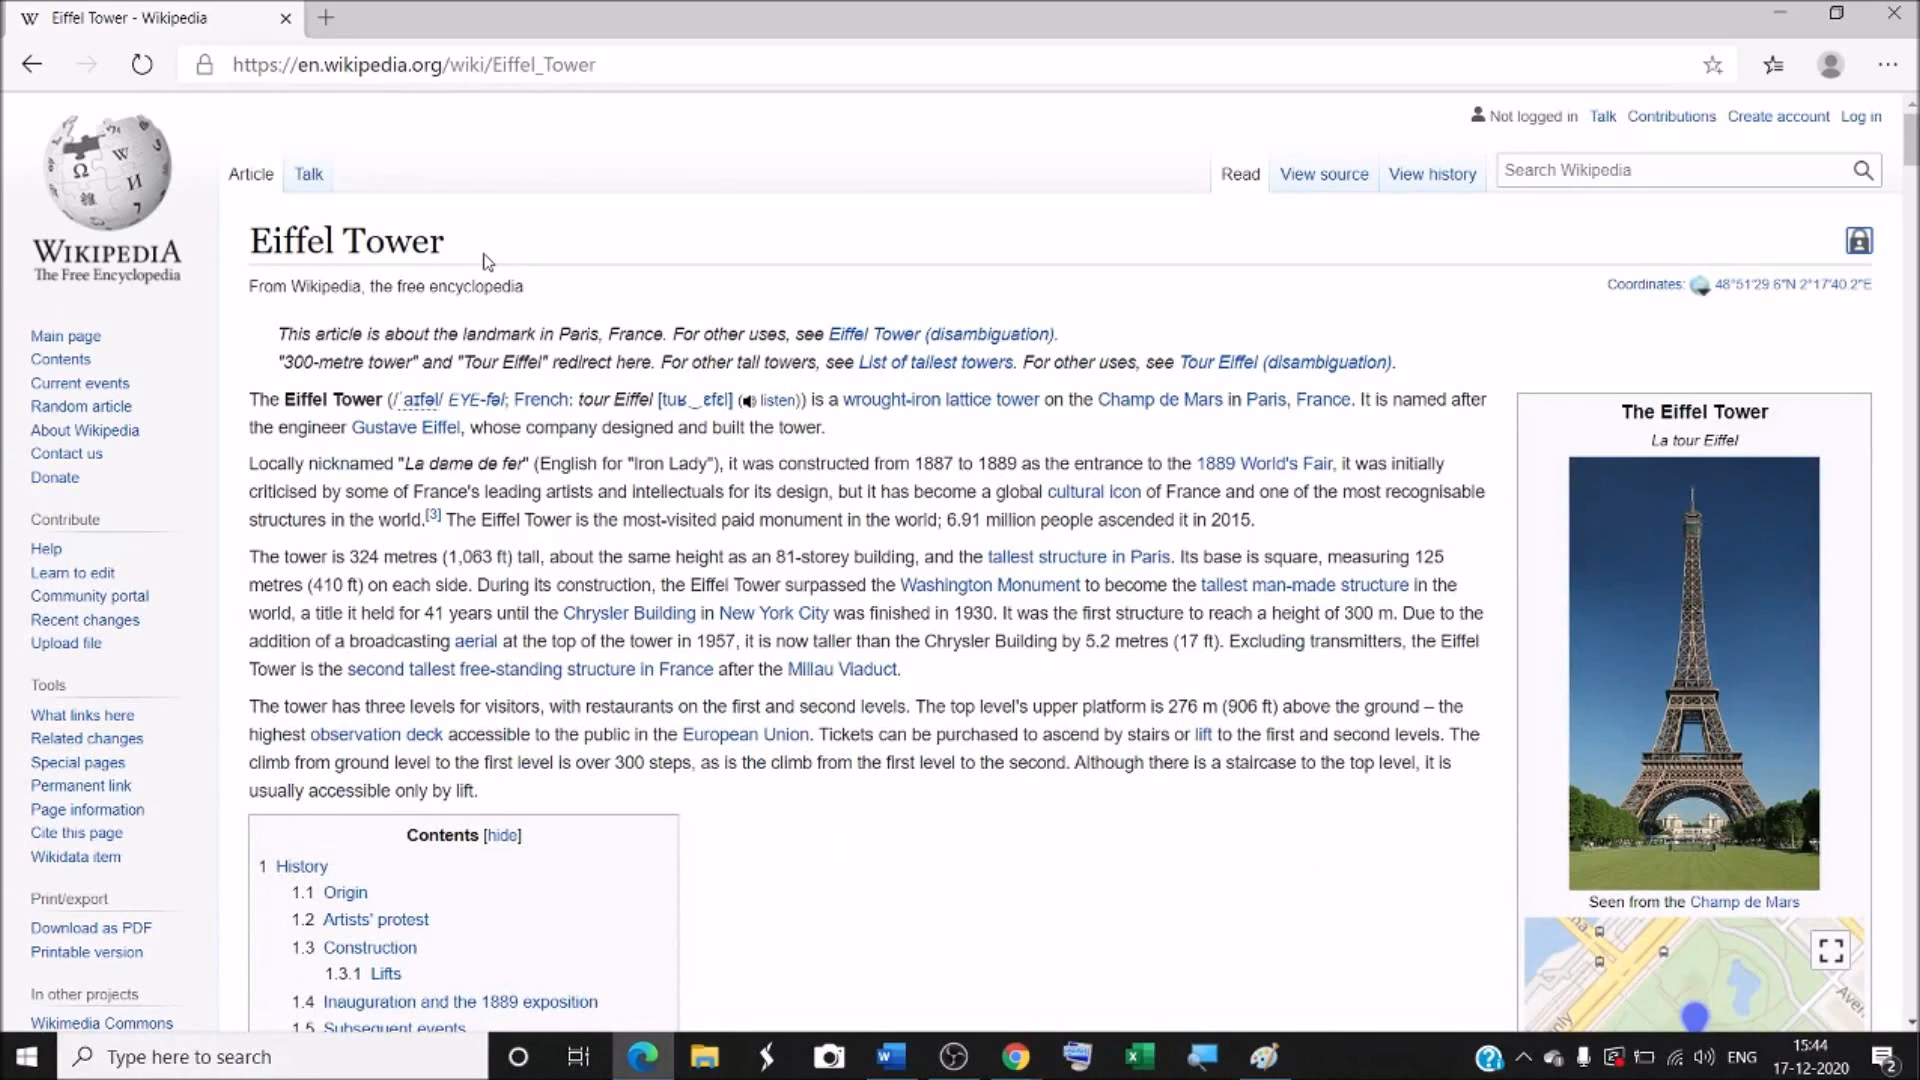 Eiffel Tower - Wikipedia
https://en.wikipedia.org/wiki/Eiffel_Tower
Not logged in Talk Contributions Create account Log in
Article Talk Read View source View history Search Wikipedia
WIKIPEDIA
The Free Encyclopedia
Eiffel Tower
From Wikipedia, the free encyclopedia
Coordinates: 48°51′29.6″N 2°17′40.2″E
This article is about the landmark in Paris, France. For other uses, see Eiffel Tower (disambiguation).
"300-metre tower" and "Tour Eiffel" redirect here. For other tall towers, see List of tallest towers. For other uses, see Tour Eiffel (disambiguation).
The Eiffel Tower (/ˈaɪfəl/ EYE-fəl; French: tour Eiffel [tuʁ‿ɛfɛl] (listen)) is a wrought-iron lattice tower on the Champ de Mars in Paris, France. It is named after
the engineer Gustave Eiffel, whose company designed and built the tower.
Locally nicknamed "La dame de fer" (English for "Iron Lady"), it was constructed from 1887 to 1889 as the entrance to the 1889 World's Fair, it was initially
criticised by some of France's leading artists and intellectuals for its design, but it has become a global cultural icon of France and one of the most recognisable
structures in the world.[3] The Eiffel Tower is the most-visited paid monument in the world; 6.91 million people ascended it in 2015.
The tower is 324 metres (1,063 ft) tall, about the same height as an 81-storey building, and the tallest structure in Paris. Its base is square, measuring 125
metres (410 ft) on each side. During its construction, the Eiffel Tower surpassed the Washington Monument to become the tallest man-made structure in the
world, a title it held for 41 years until the Chrysler Building in New York City was finished in 1930. It was the first structure to reach a height of 300 m. Due to the
addition of a broadcasting aerial at the top of the tower in 1957, it is now taller than the Chrysler Building by 5.2 metres (17 ft). Excluding transmitters, the Eiffel
Tower is the second tallest free-standing structure in France after the Millau Viaduct.
The tower has three levels for visitors, with restaurants on the first and second levels. The top level's upper platform is 276 m (906 ft) above the ground – the
highest observation deck accessible to the public in the European Union. Tickets can be purchased to ascend by stairs or lift to the first and second levels. The
climb from ground level to the first level is over 300 steps, as is the climb from the first level to the second. Although there is a staircase to the top level, it is
usually accessible only by lift.
Contents [hide]
1 History
1.1 Origin
1.2 Artists' protest
1.3 Construction
1.3.1 Lifts
1.4 Inauguration and the 1889 exposition
1.5 Subsequent events
The Eiffel Tower
La tour Eiffel
Seen from the Champ de Mars
Main page
Contents
Current events
Random article
About Wikipedia
Contact us
Donate
Contribute
Help
Learn to edit
Community portal
Recent changes
Upload file
Tools
What links here
Related changes
Special pages
Permanent link
Page information
Cite this page
Wikidata item
Print/export
Download as PDF
Printable version
In other projects
Wikimedia Commons
Type here to search
ENG
15:44
17-12-2020
2